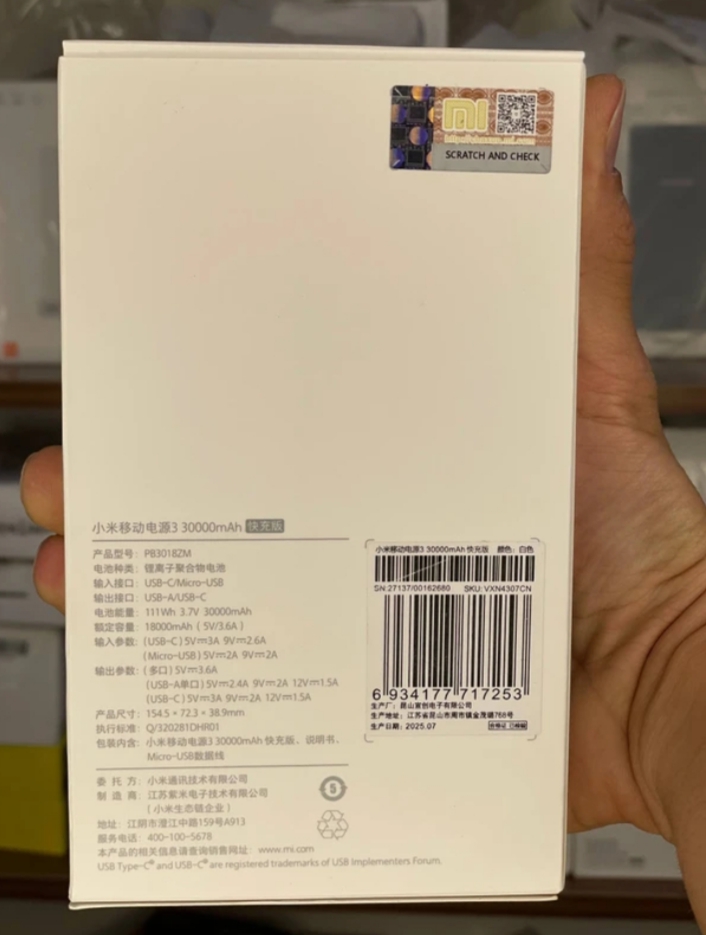 MI
SCRATCH AND CHECK
小米移动电源3 30000mAh 快充版
产品型号：PB3018ZM
电池种类：锂离子聚合物电池
输入接口：USB-C/Micro-USB
输出接口：USB-A/USB-C
电池能量：111Wh 3.7V 30000mAh
额定容量：18000mAh（5V/3.6A）
输入参数：(USB-C) 5V⎓3A 9V⎓2.6A
(Micro-USB) 5V⎓2A 9V⎓2A
输出参数：(多口) 5V⎓3.6A
(USB-A单口) 5V⎓2.4A 9V⎓2A 12V⎓1.5A
(USB-C) 5V⎓3A 9V⎓2A 12V⎓1.5A
产品尺寸：154.5 × 72.3 × 38.9mm
执行标准：Q/320281DHR01
包装内含：小米移动电源3 30000mAh 快充版、说明书、
Micro-USB数据线
委 托 方：小米通讯技术有限公司
制 造 商：江苏紫米电子技术有限公司
（小米生态链企业）
地址：江阴市澄江中路159号A913
服务电话：400-100-5678
本产品的相关信息请查询销售网址：www.mi.com
USB Type-C® and USB-C® are registered trademarks of USB Implementers Forum.
5
小米移动电源3 30000mAh 快充版 颜色：白色
SN:27137/00162680 SKU:VXN4307CN
6 934177 717253
生产厂：昆山宣创电子有限公司
生产地址：江苏省昆山市周市镇金茂路768号
生产日期：2025.07